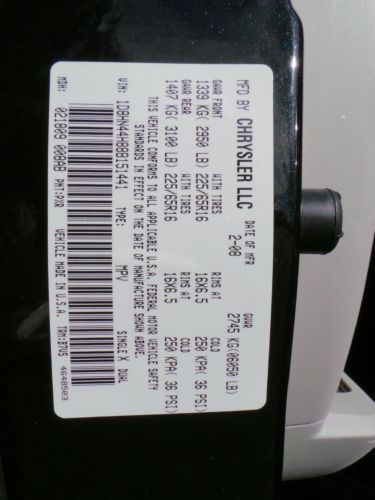 MFD BY CHRYSLER LLC DATE OF MFR 2-08 GVWR 2745 KG(06050 LB)
GAWR FRONT WITH TIRES RIMS AT COLD
1339 KG( 2950 LB) 225/65R16 16X6.5 250 KPA( 36 PSI)
GAWR REAR WITH TIRES RIMS AT COLD
1407 KG( 3100 LB) 225/65R16 16X6.5 250 KPA( 36 PSI)
THIS VEHICLE CONFORMS TO ALL APPLICABLE U.S.A. FEDERAL MOTOR VEHICLE SAFETY
STANDARDS IN EFFECT ON THE DATE OF MANUFACTURE SHOWN ABOVE.
VIN: 1D8HN44H88B151441 TYPE: MPV SINGLE X DUAL
MDH: 021809 008AB PNT:PXR VEHICLE MADE IN U.S.A. TRM:B7VS 4648503